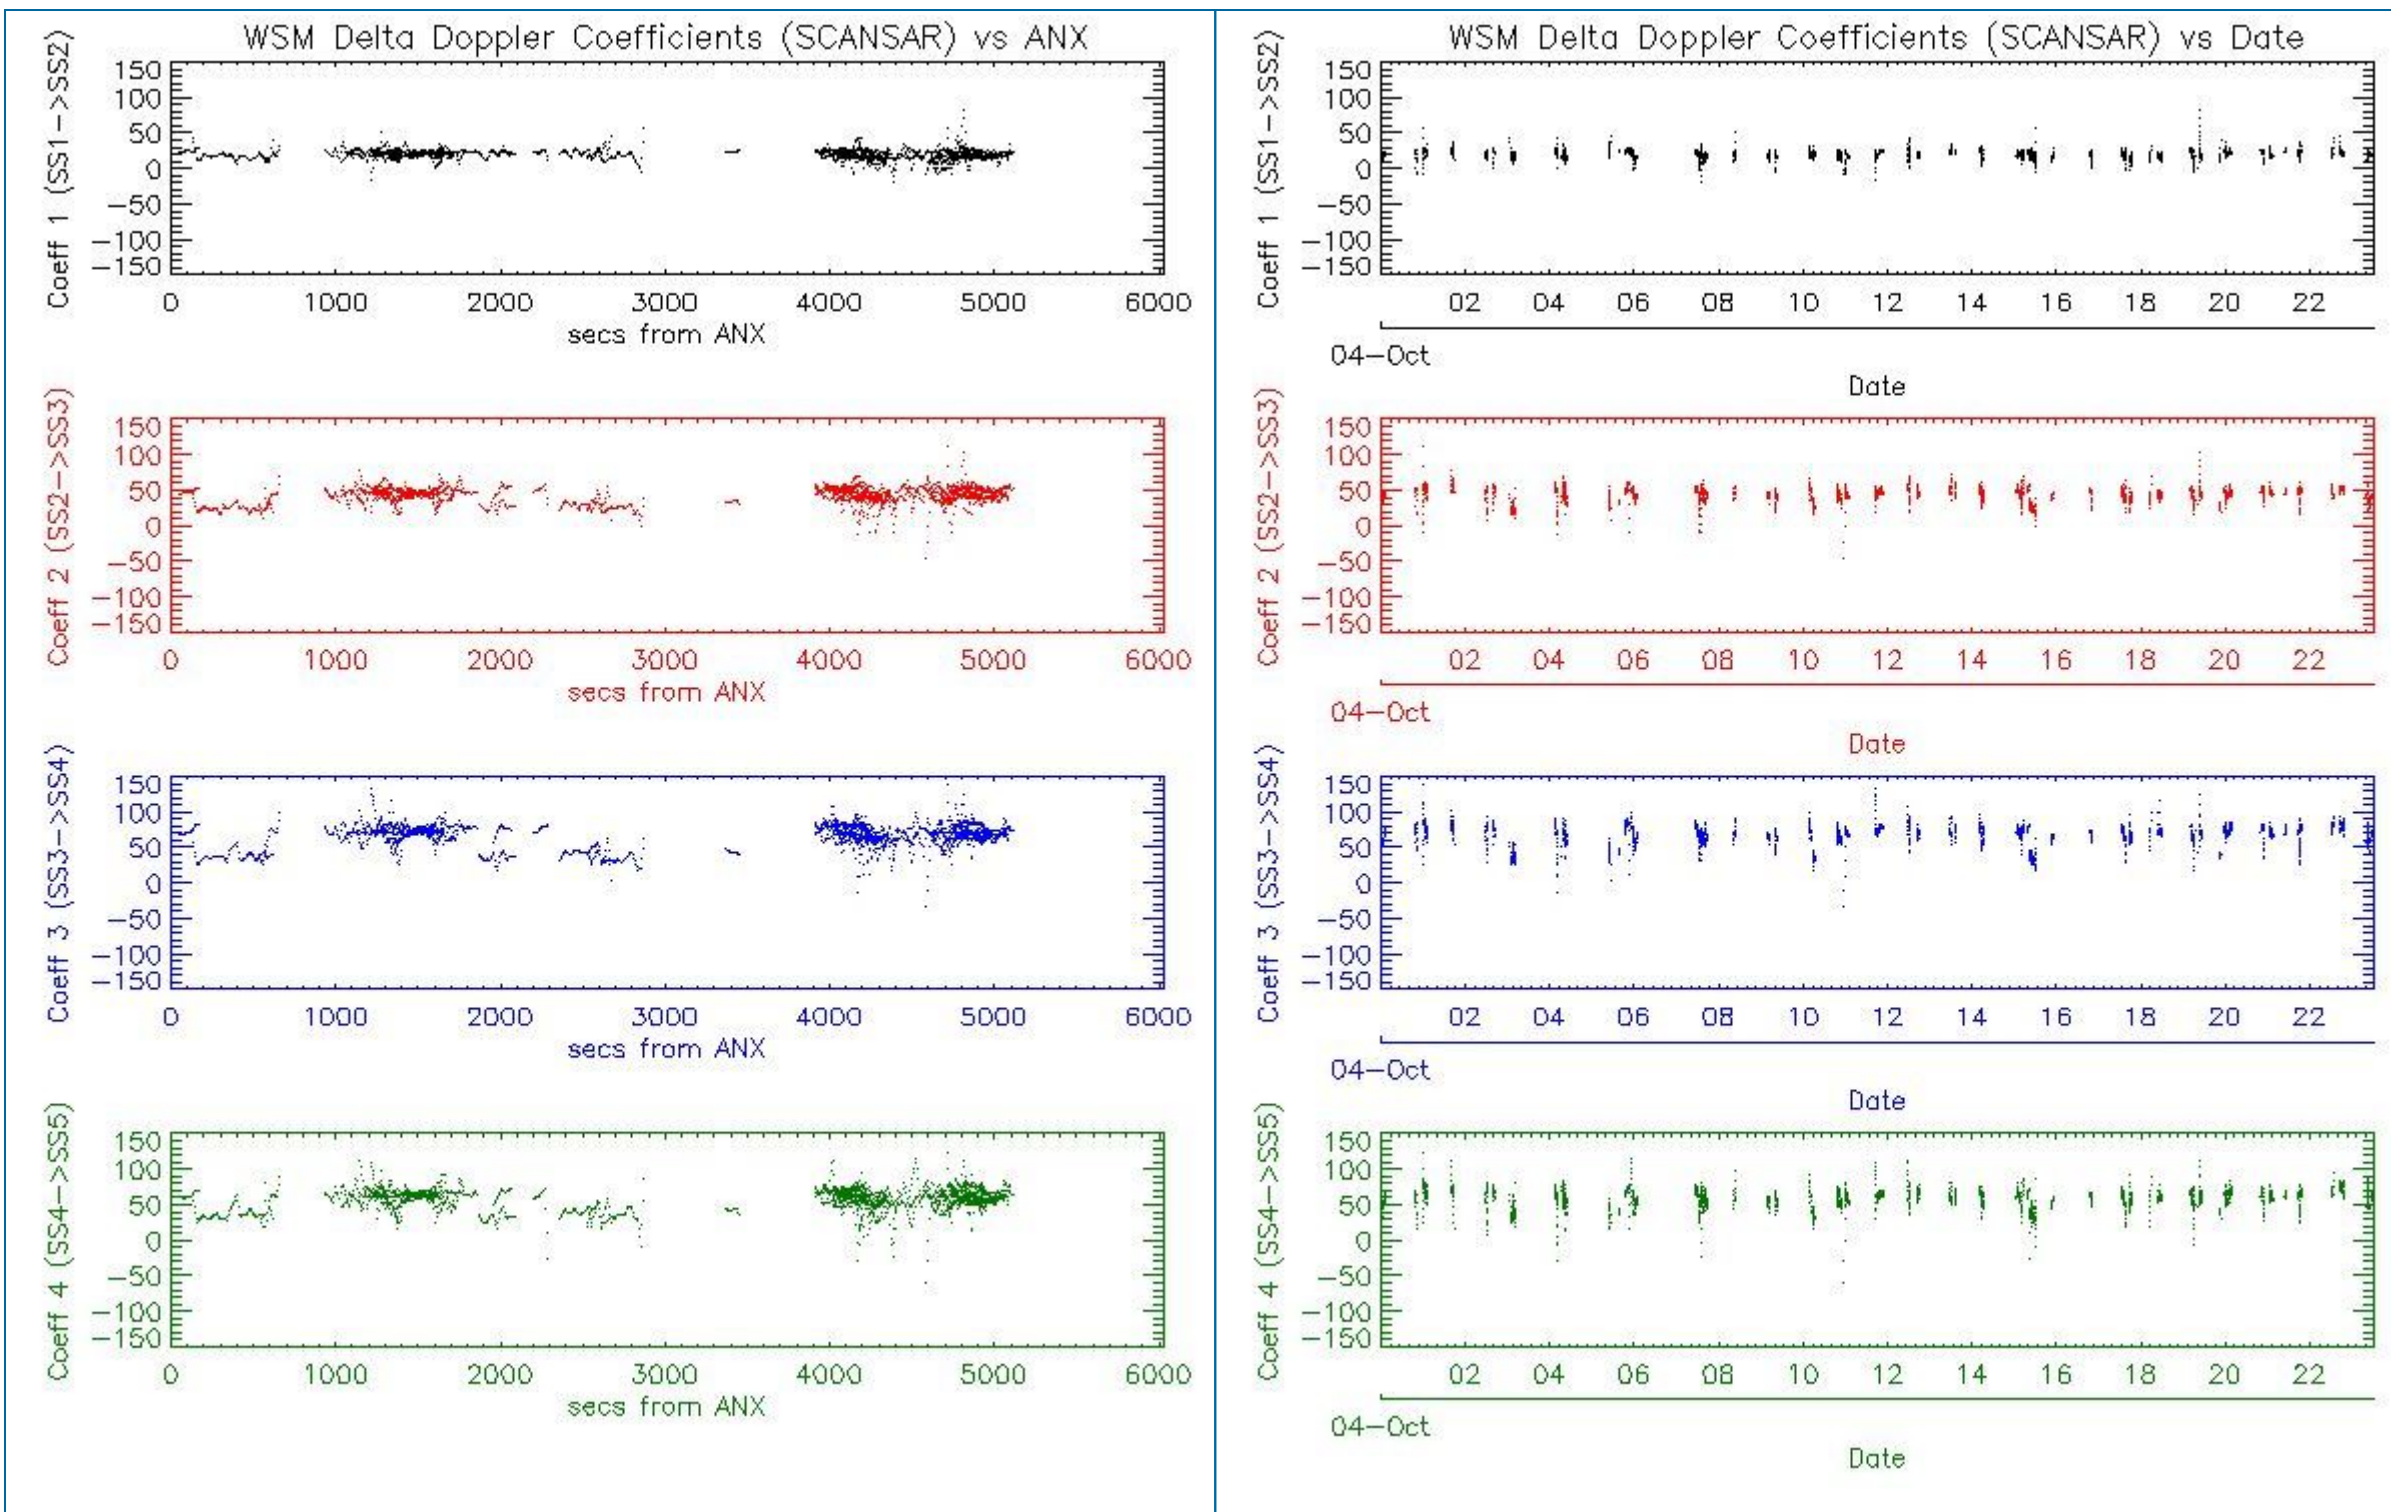 WSM Delta Doppler Coefficients (SCANSAR) vs ANX
Coeff 1 (SS1->SS2)
150
100
50
0
-50
-100
-150
0 1000 2000 3000 4000 5000 6000
secs from ANX
Coeff 2 (SS2->SS3)
150
100
50
0
-50
-100
-150
0 1000 2000 3000 4000 5000 6000
secs from ANX
Coeff 3 (SS3->SS4)
150
100
50
0
-50
-100
-150
0 1000 2000 3000 4000 5000 6000
secs from ANX
Coeff 4 (SS4->SS5)
150
100
50
0
-50
-100
-150
0 1000 2000 3000 4000 5000 6000
secs from ANX
WSM Delta Doppler Coefficients (SCANSAR) vs Date
Coeff 1 (SS1->SS2)
150
100
50
0
-50
-100
-150
02 04 06 08 10 12 14 16 18 20 22
04-Oct
Date
Coeff 2 (SS2->SS3)
150
100
50
0
-50
-100
-150
02 04 06 08 10 12 14 16 18 20 22
04-Oct
Date
Coeff 3 (SS3->SS4)
150
100
50
0
-50
-100
-150
02 04 06 08 10 12 14 16 18 20 22
04-Oct
Date
Coeff 4 (SS4->SS5)
150
100
50
0
-50
-100
-150
02 04 06 08 10 12 14 16 18 20 22
04-Oct
Date